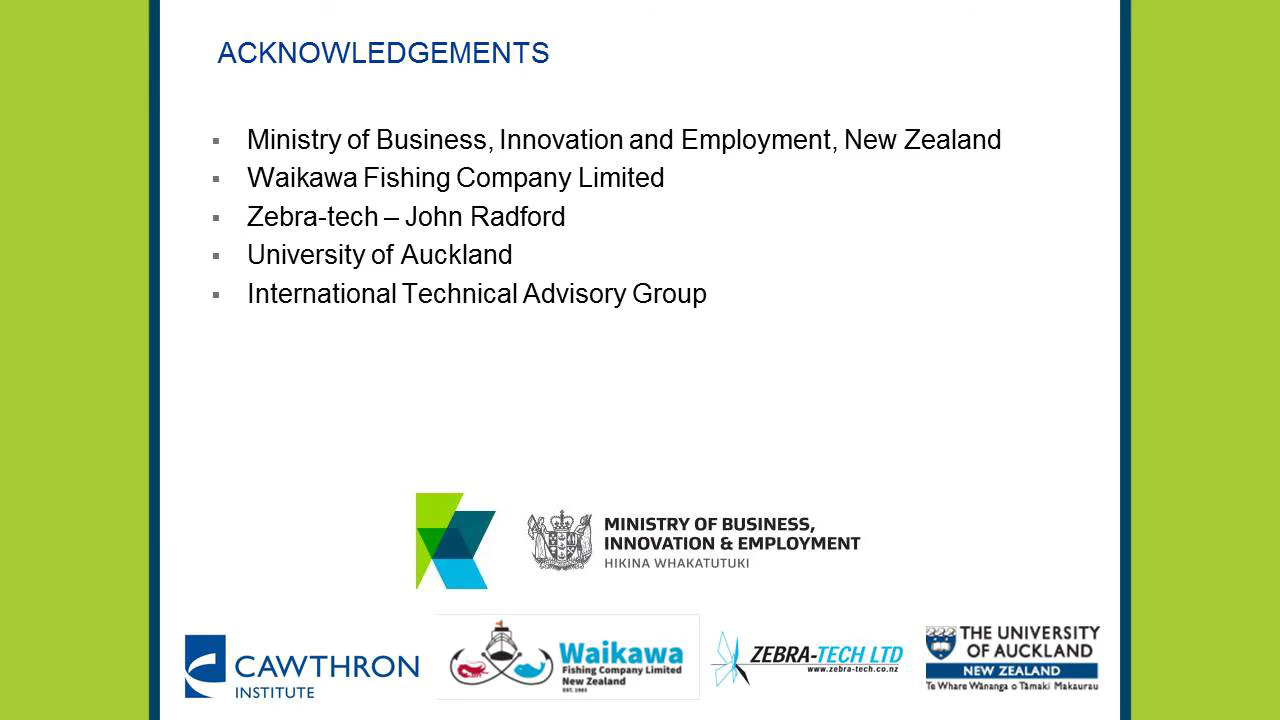 ACKNOWLEDGEMENTS
▪ Ministry of Business, Innovation and Employment, New Zealand
▪ Waikawa Fishing Company Limited
▪ Zebra-tech – John Radford
▪ University of Auckland
▪ International Technical Advisory Group
MINISTRY OF BUSINESS,
INNOVATION & EMPLOYMENT
HIKINA WHAKATUTUKI
CAWTHRON
INSTITUTE
Waikawa
Fishing Company Limited
New Zealand
EST. 1983
ZEBRA-TECH LTD
www.zebra-tech.co.nz
THE UNIVERSITY
OF AUCKLAND
NEW ZEALAND
Te Whare Wānanga o Tāmaki Makaurau